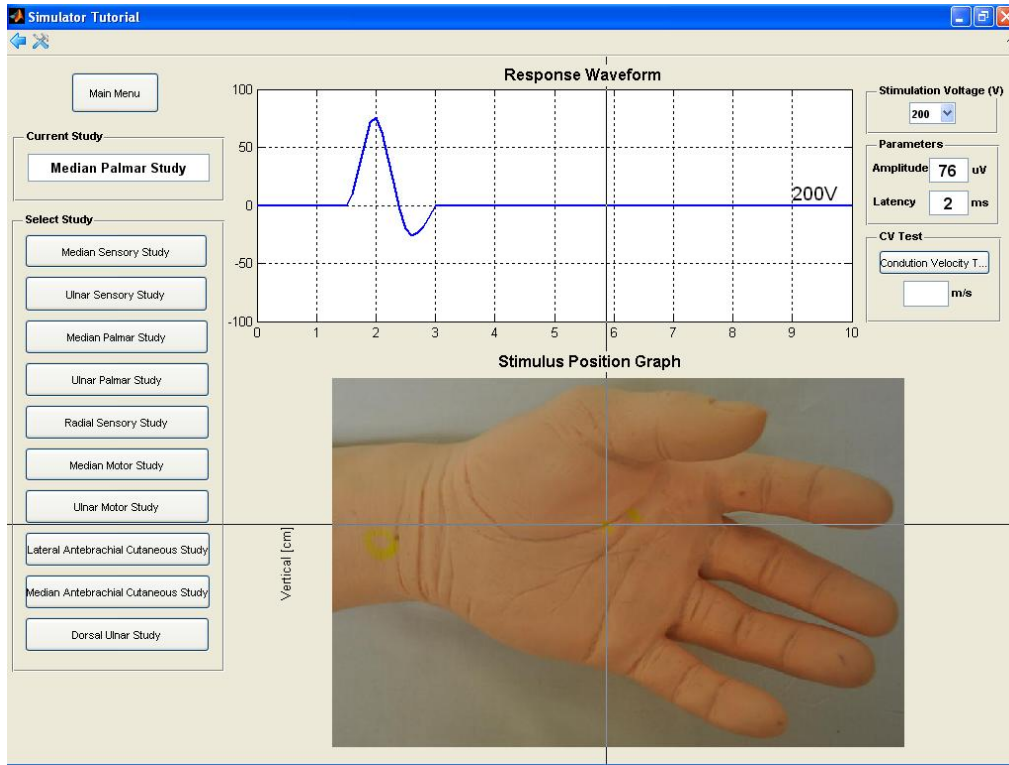 Simulator Tutorial
Main Menu
Current Study
Median Palmar Study
Select Study
Median Sensory Study
Ulnar Sensory Study
Median Palmar Study
Ulnar Palmar Study
Radial Sensory Study
Median Motor Study
Ulnar Motor Study
Lateral Antebrachial Cutaneous Study
Median Antebrachial Cutaneous Study
Dorsal Ulnar Study
Response Waveform
100
50
0
-50
-100
200V
0 1 2 3 4 5 6 7 8 9 10
Stimulus Position Graph
Vertical [cm]
Stimulation Voltage (V)
200
Parameters
Amplitude 76 uV
Latency 2 ms
CV Test
Condution Velocity T...
m/s